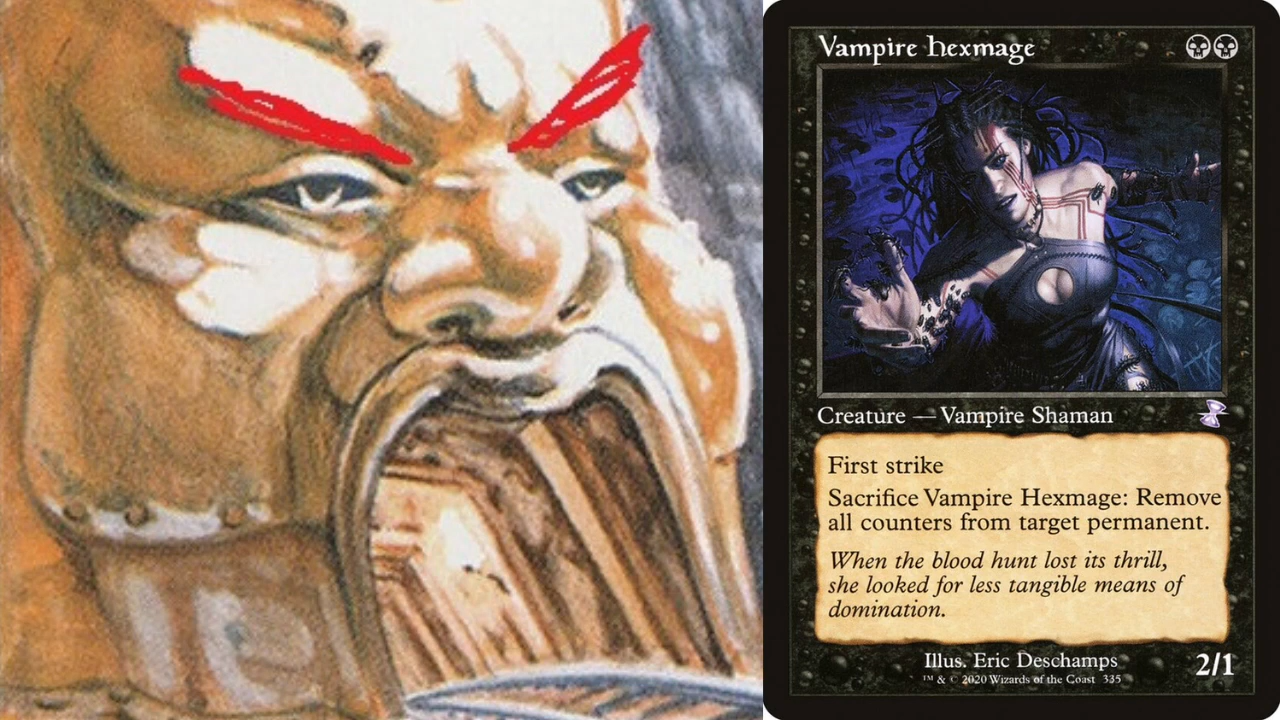 Vampire Hexmage
Creature — Vampire Shaman
First strike
Sacrifice Vampire Hexmage: Remove
all counters from target permanent.
When the blood hunt lost its thrill,
she looked for less tangible means of
domination.
Illus. Eric Deschamps
2/1
™ & © 2020 Wizards of the Coast 335